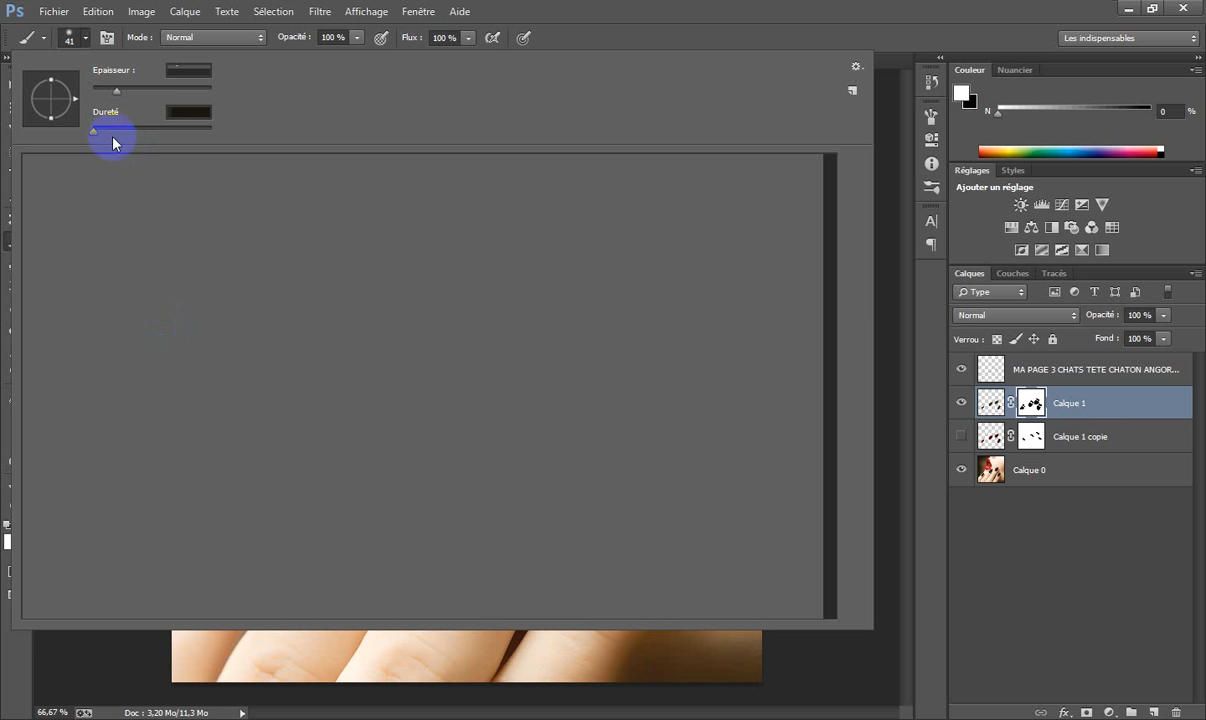 Ps Fichier Edition Image Calque Texte Sélection Filtre Affichage Fenêtre Aide
41 Mode : Normal Opacité : 100 % Flux : 100 % Les indispensables
Epaisseur :
Dureté
Couleur Nuancier
N 0 %
Réglages Styles
Ajouter un réglage
Calques Couches Tracés
Type
Normal Opacité : 100 %
Verrou : Fond : 100 %
MA PAGE 3 CHATS TETE CHATON ANGOR...
Calque 1
Calque 1 copie
Calque 0
66,67 % Doc : 3,20 Mo/11,3 Mo